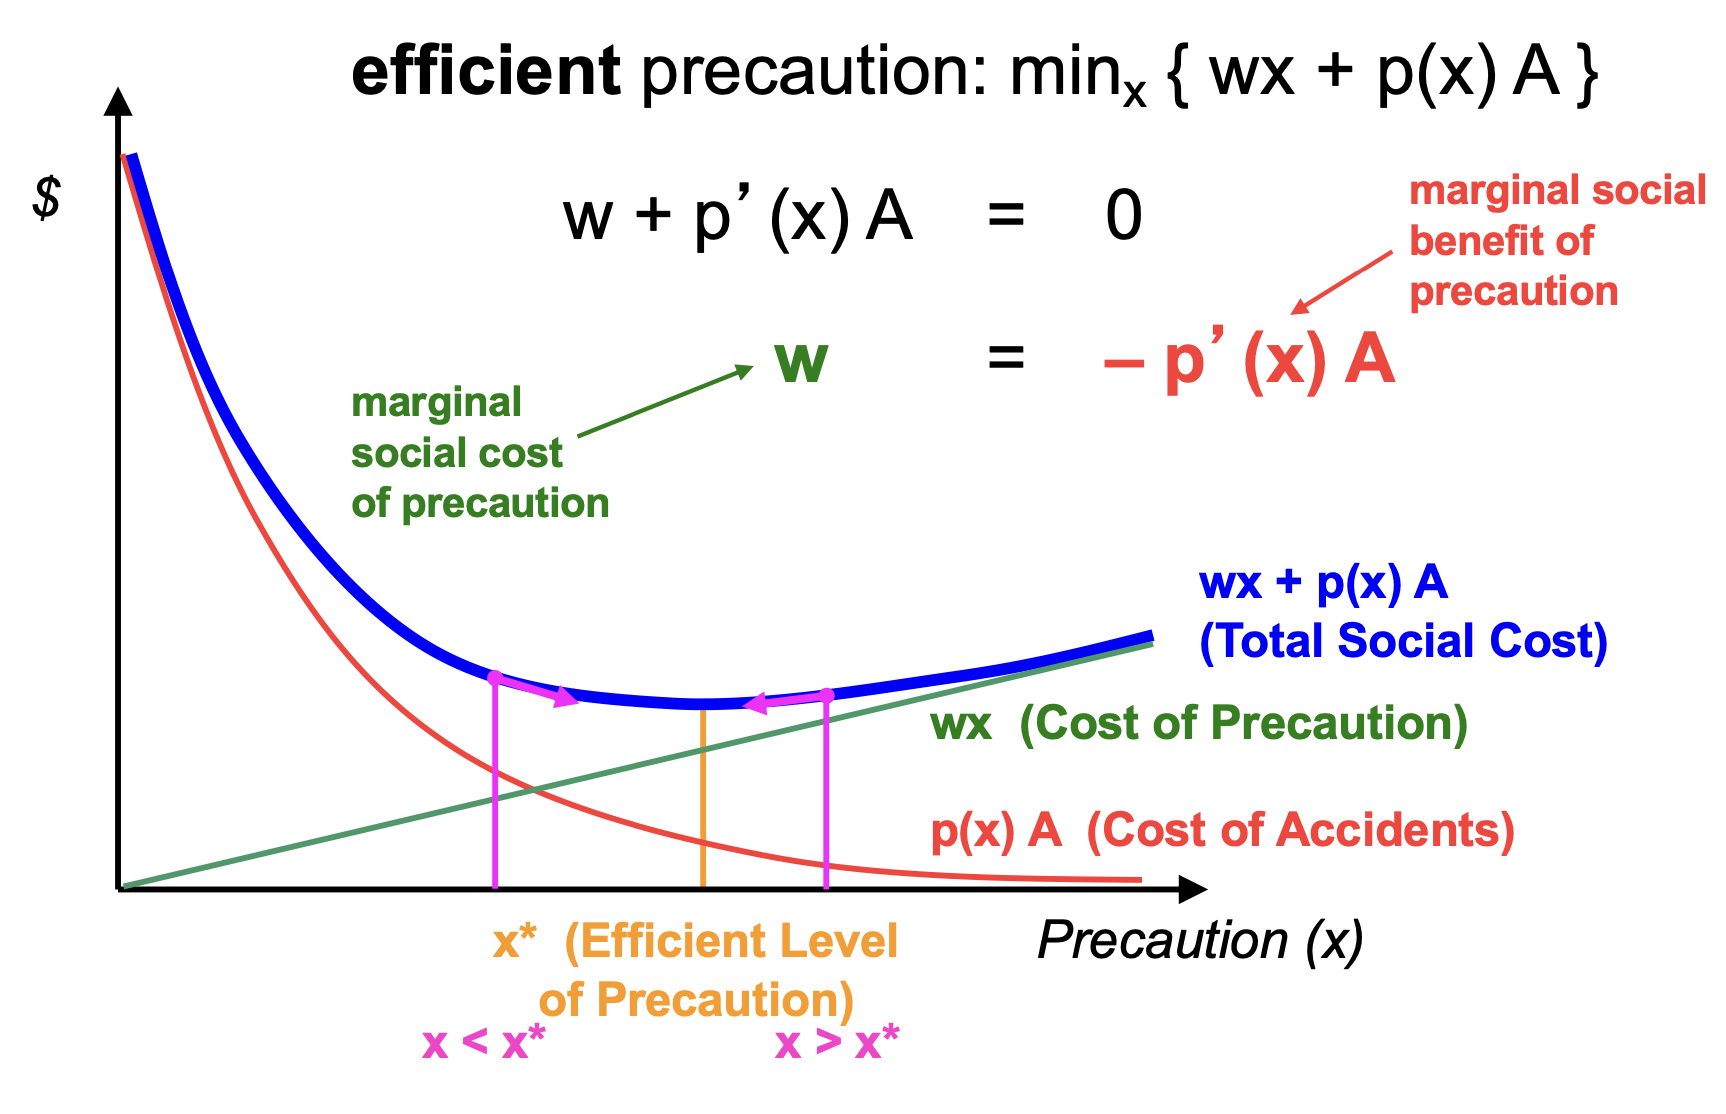 efficient precaution: minx { wx + p(x) A }
$
w + p’(x) A = 0
marginal social
benefit of
precaution
w = – p’(x) A
marginal
social cost
of precaution
wx + p(x) A
(Total Social Cost)
wx (Cost of Precaution)
p(x) A (Cost of Accidents)
x* (Efficient Level
of Precaution)
Precaution (x)
x < x*
x > x*